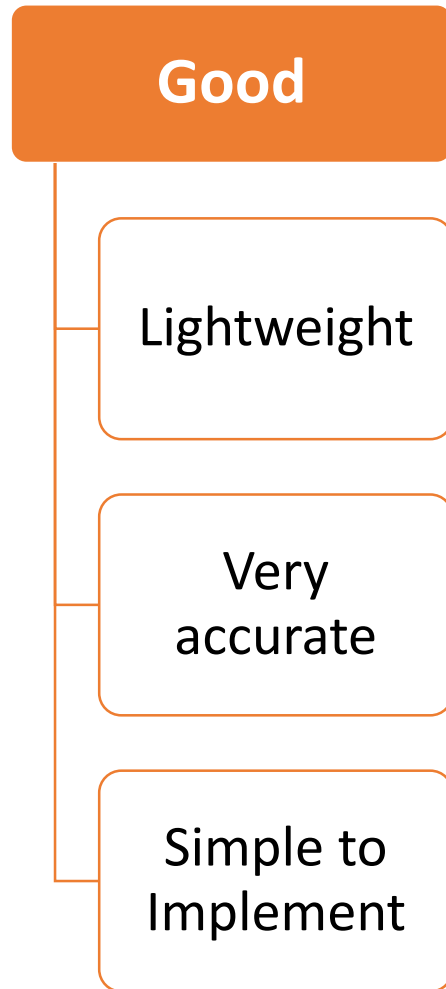 Good
Lightweight
Very
accurate
Simple to
Implement